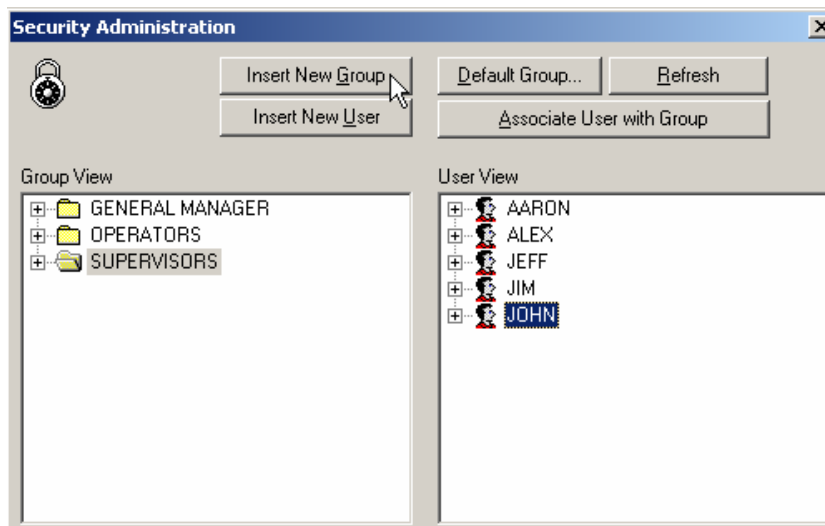 Security Administration
Insert New Group
Default Group...
Refresh
Insert New User
Associate User with Group
Group View
User View
GENERAL MANAGER
OPERATORS
SUPERVISORS
AARON
ALEX
JEFF
JIM
JOHN